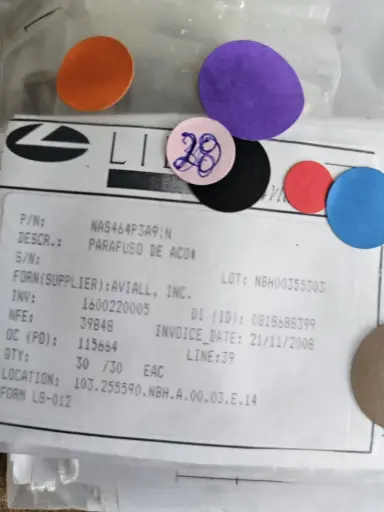 28
P/N: NAS464P3A9:N
DESCR.: PARAFUSO DE ACO#
S/N:
LOT: NBH00355303
FORN(SUPPLIER):AVIALL, INC.
INV: 1600220005
DI (ID): 0818688399
NFE: 39848
INVOICE_DATE: 21/11/2008
OC (PO): 115664
LINE:39
QTY: 30 /30 EAC
LOCATION: 103.255590.NBH.A.00.03.E.14
FORM LG-012